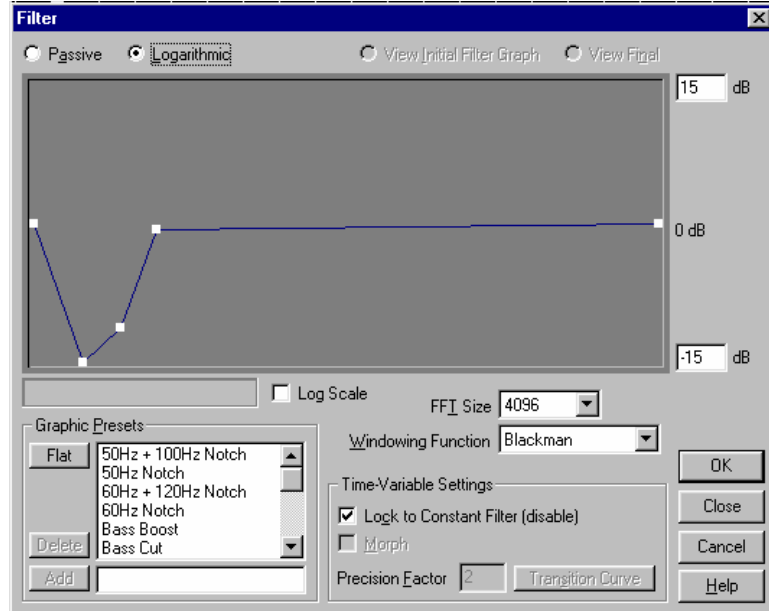 Filter
Passive Logarithmic View Initial Filter Graph View Final
15 dB
0 dB
-15 dB
Log Scale
FFT Size 4096
Graphic Presets
Windowing Function Blackman
Flat
50Hz + 100Hz Notch
50Hz Notch
60Hz + 120Hz Notch
60Hz Notch
Bass Boost
Bass Cut
Delete
Add
Time-Variable Settings
Lock to Constant Filter (disable)
Morph
Precision Factor 2 Transition Curve
OK
Close
Cancel
Help